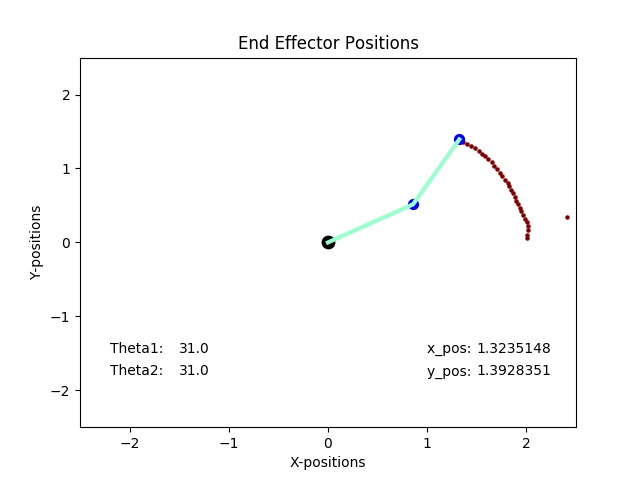 End Effector Positions
Y-positions
2
1
0
−1
−2
Theta1: 31.0 x_pos: 1.3235148
Theta2: 31.0 y_pos: 1.3928351
−2 −1 0 1 2
X-positions